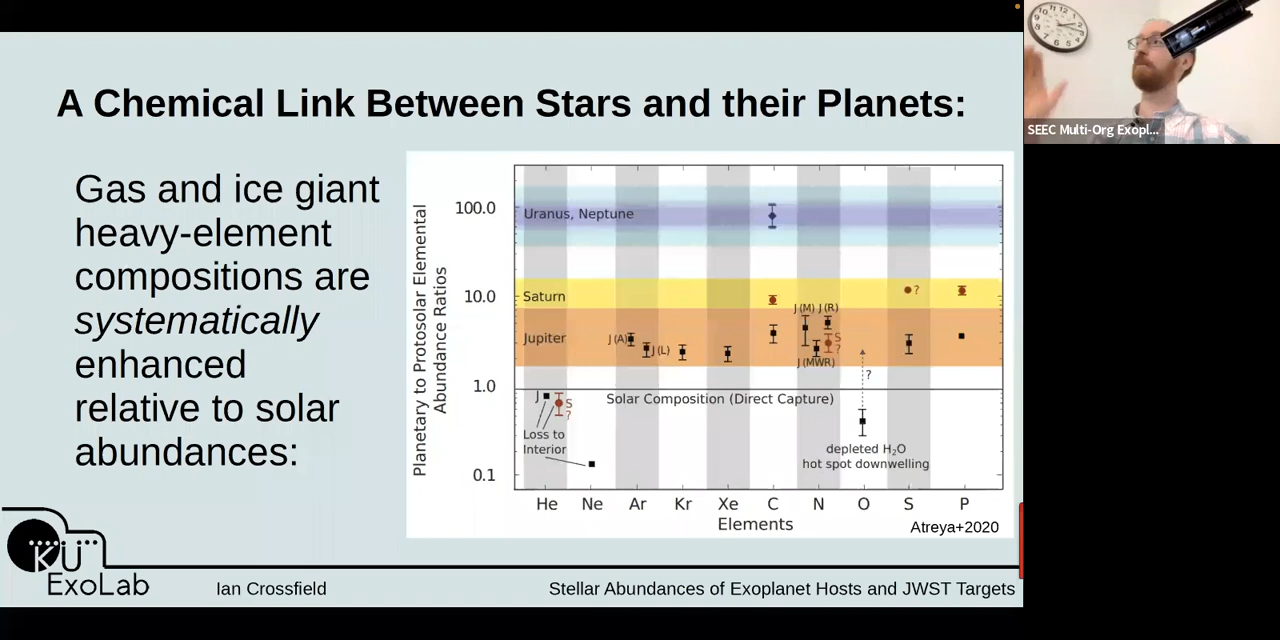 A Chemical Link Between Stars and their Planets:
Gas and ice giant
heavy-element
compositions are
systematically
enhanced
relative to solar
abundances:
Planetary to Protosolar Elemental
Abundance Ratios
100.0
10.0
1.0
0.1
Uranus, Neptune
Saturn
Jupiter
J (A)
J (L)
J (M) J (R)
S
?
J (MWR)
?
?
Solar Composition (Direct Capture)
J
S
?
Loss to
Interior
depleted H₂O
hot spot downwelling
He Ne Ar Kr Xe C N O S P
Elements
Atreya+2020
KU
ExoLab
Ian Crossfield
Stellar Abundances of Exoplanet Hosts and JWST Targets
SEEC Multi-Org Exopl...